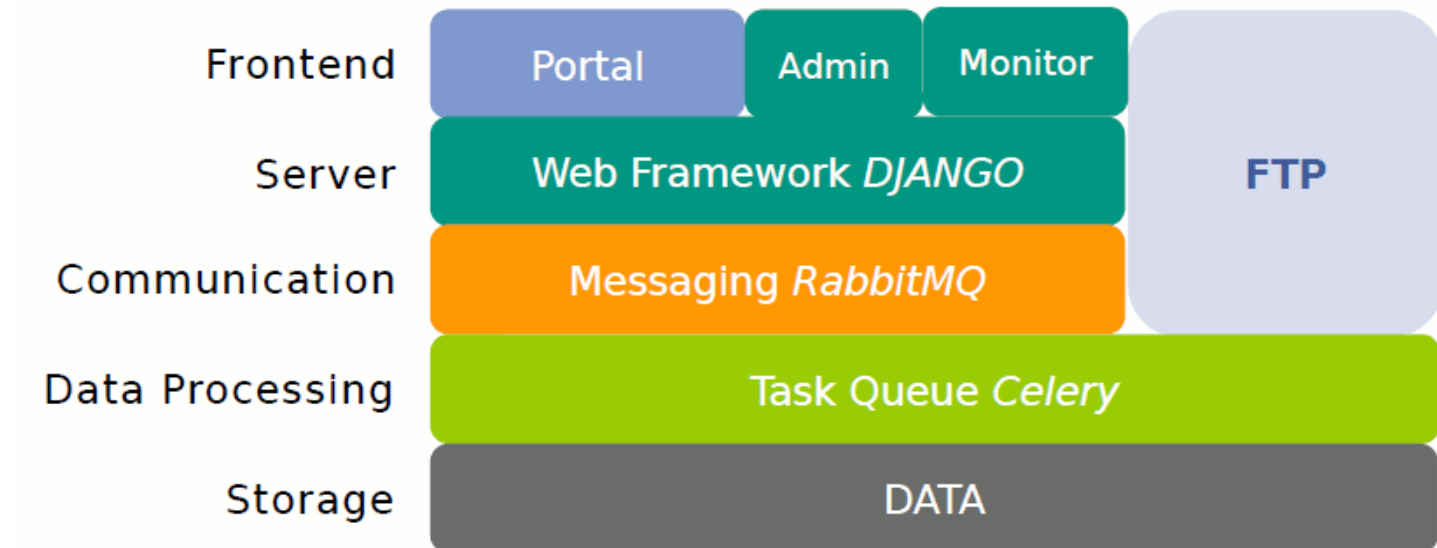 Frontend
Portal
Admin
Monitor
Server
Web Framework DJANGO
FTP
Communication
Messaging RabbitMQ
Data Processing
Task Queue Celery
Storage
DATA